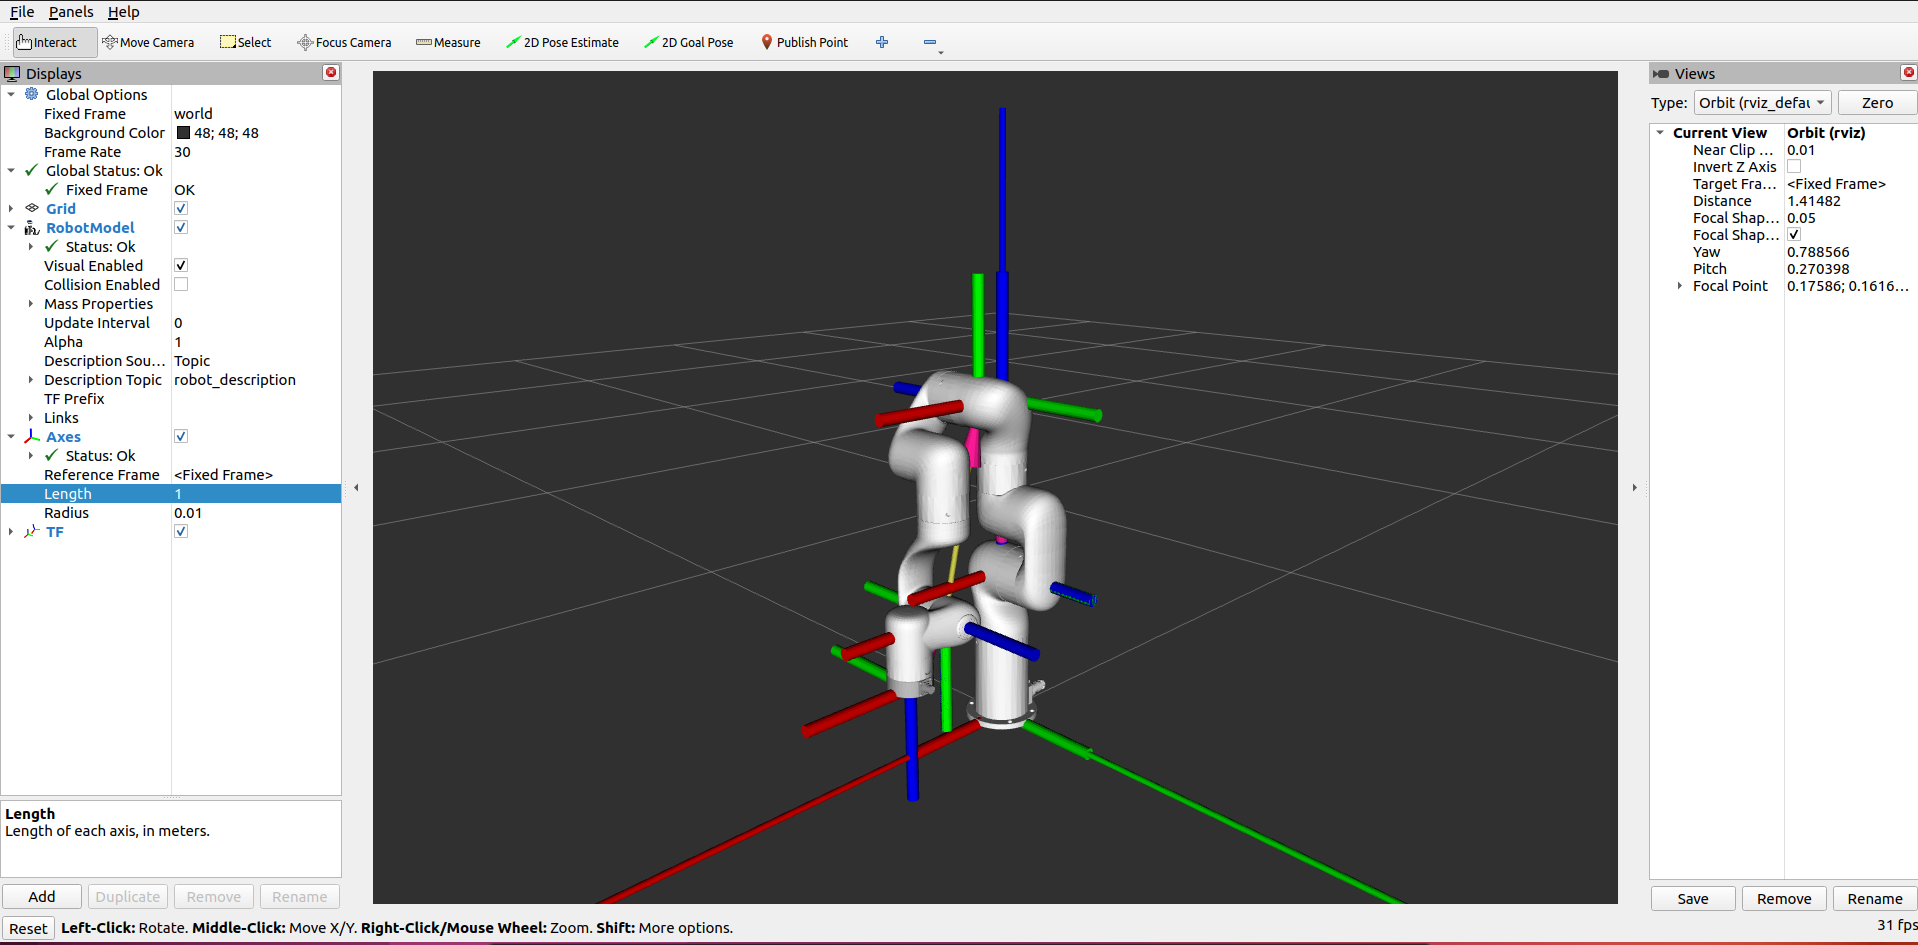 File Panels Help
Interact Move Camera Select Focus Camera Measure 2D Pose Estimate 2D Goal Pose Publish Point
Displays
Global Options
Fixed Frame world
Background Color 48; 48; 48
Frame Rate 30
Global Status: Ok
Fixed Frame OK
Grid
RobotModel
Status: Ok
Visual Enabled
Collision Enabled
Mass Properties
Update Interval 0
Alpha 1
Description Sou... Topic
Description Topic robot_description
TF Prefix
Links
Axes
Status: Ok
Reference Frame <Fixed Frame>
Length 1
Radius 0.01
TF
Length
Length of each axis, in meters.
Add Duplicate Remove Rename
Reset Left-Click: Rotate. Middle-Click: Move X/Y. Right-Click/Mouse Wheel: Zoom. Shift: More options.
Views
Type: Orbit (rviz_defau Zero
Current View Orbit (rviz)
Near Clip ... 0.01
Invert Z Axis
Target Fra... <Fixed Frame>
Distance 1.41482
Focal Shap... 0.05
Focal Shap...
Yaw 0.788566
Pitch 0.270398
Focal Point 0.17586; 0.1616...
Save Remove Rename
31 fps